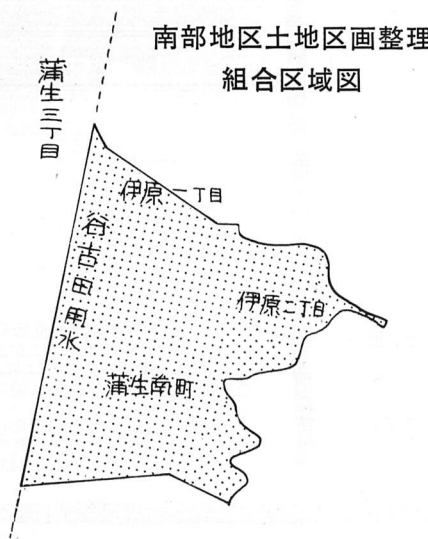 南部地区土地区画整理
組合区域図
蒲生三丁目
伊原一丁目
谷古田用水
伊原二丁目
蒲生南町